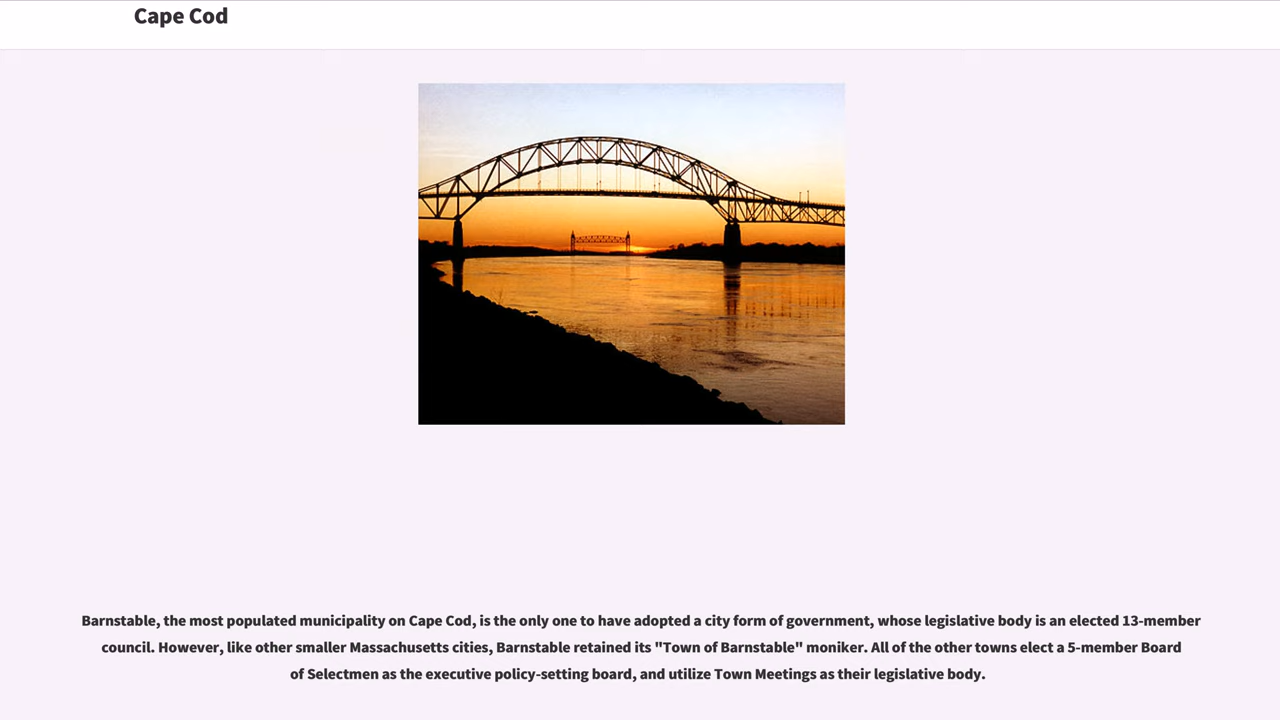 Cape Cod
Barnstable, the most populated municipality on Cape Cod, is the only one to have adopted a city form of government, whose legislative body is an elected 13-member
council. However, like other smaller Massachusetts cities, Barnstable retained its "Town of Barnstable" moniker. All of the other towns elect a 5-member Board
of Selectmen as the executive policy-setting board, and utilize Town Meetings as their legislative body.